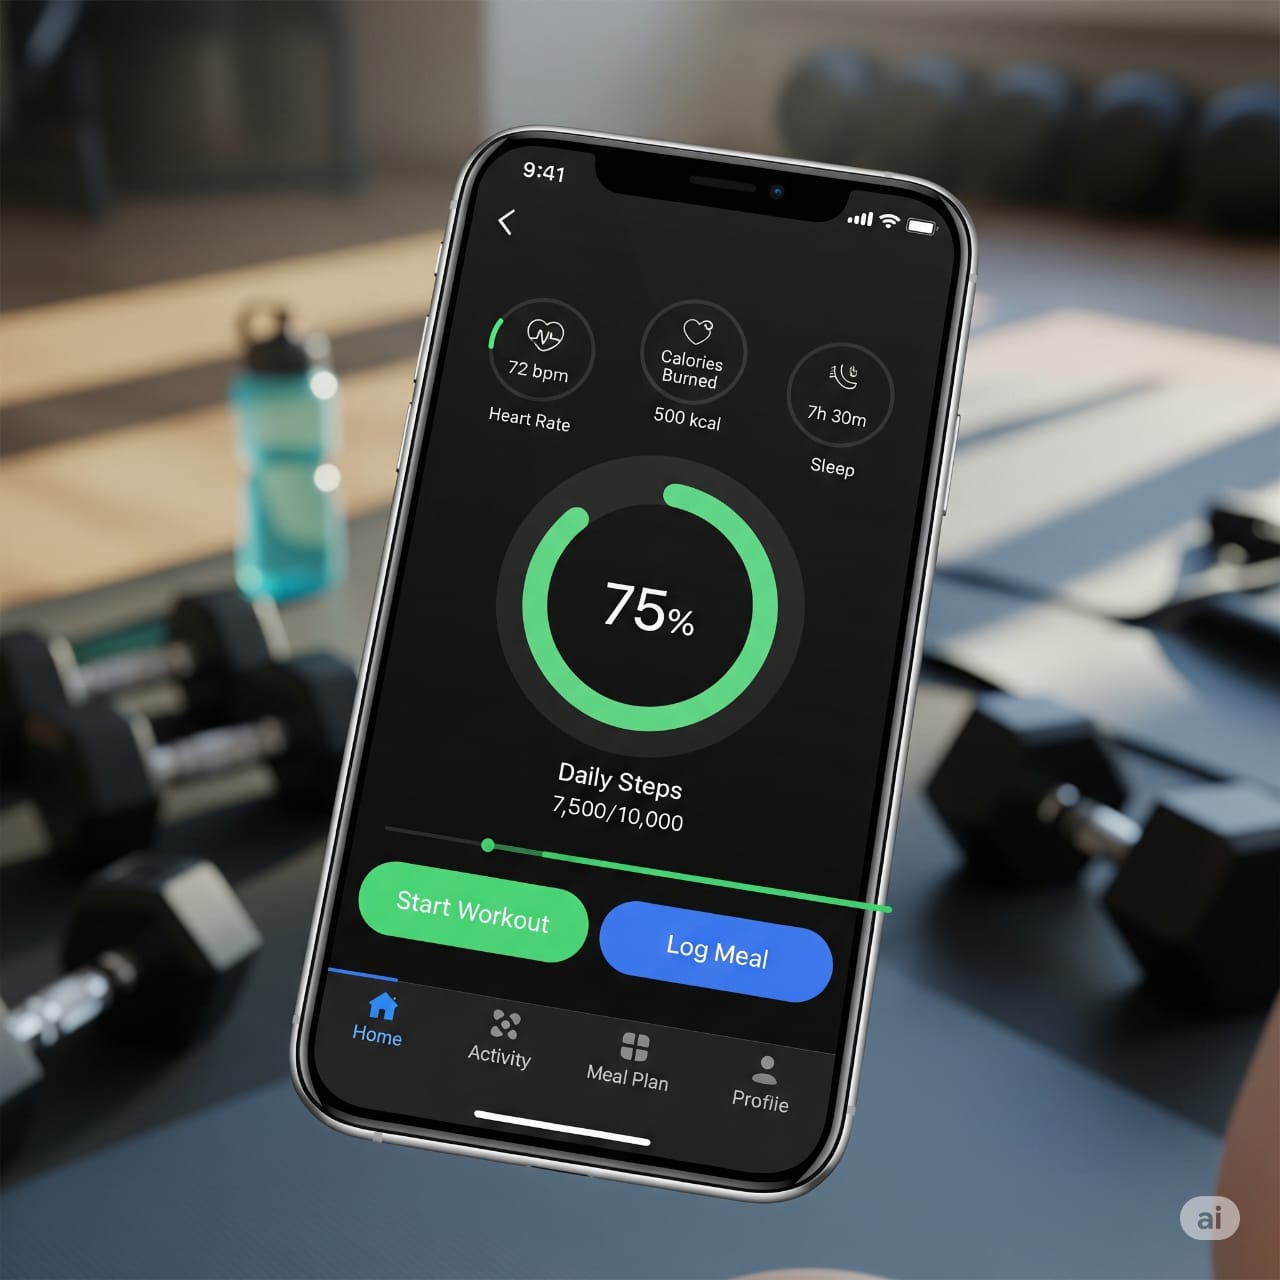 9:41
72 bpm
Heart Rate
Calories
Burned
500 kcal
7h 30m
Sleep
75%
Daily Steps
7,500/10,000
Start Workout
Log Meal
Home
Activity
Meal Plan
Profile
ai